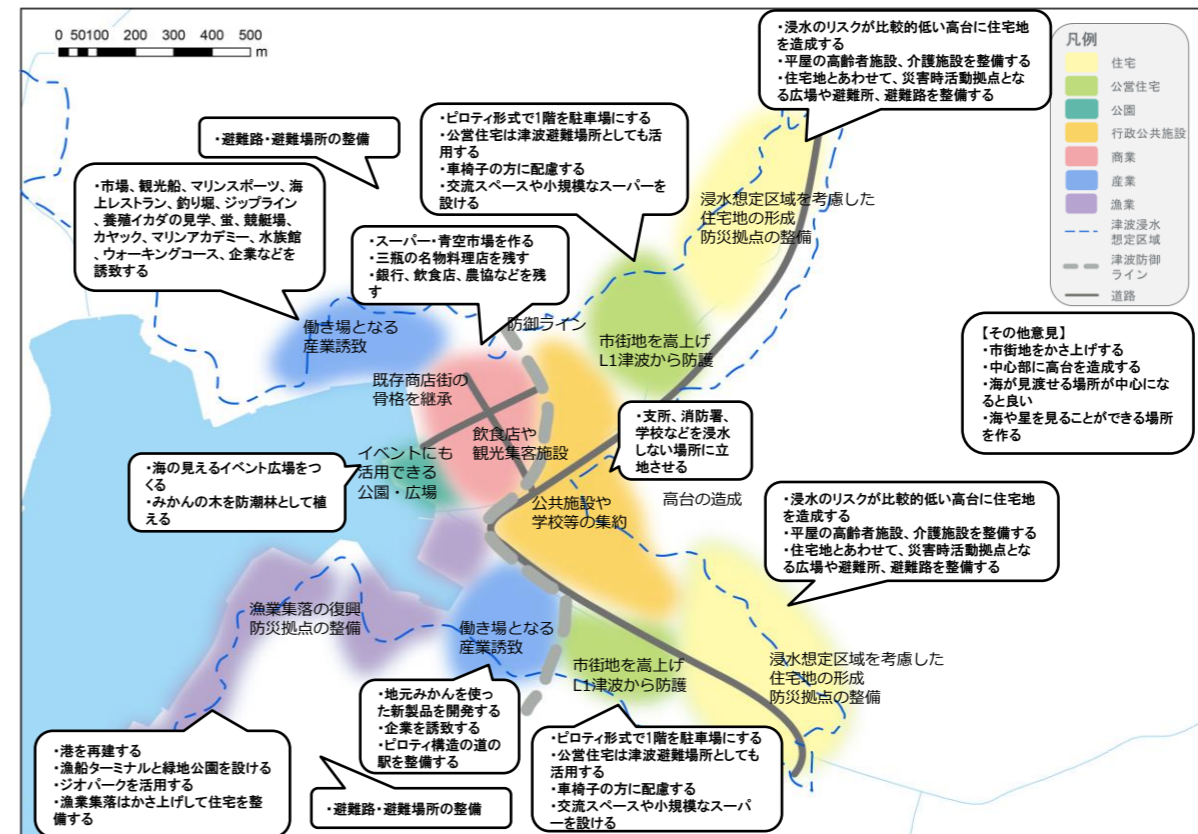 0 50100 200 300 400 500
m
・浸水のリスクが比較的低い高台に住宅地
を造成する
・平屋の高齢者施設、介護施設を整備する
・住宅地とあわせて、災害時活動拠点とな
る広場や避難所、避難路を整備する
凡例
住宅
公営住宅
公園
行政公共施設
商業
産業
漁業
津波浸水
想定区域
津波防御
ライン
道路
・避難路・避難場所の整備
・ピロティ形式で1階を駐車場にする
・公営住宅は津波避難場所としても活
用する
・車椅子の方に配慮する
・交流スペースや小規模なスーパーを
設ける
・市場、観光船、マリンスポーツ、海
上レストラン、釣り堀、ジップライン
、養殖イカダの見学、蛍、競艇場、
カヤック、マリンアカデミー、水族館
、ウォーキングコース、企業などを
誘致する
浸水想定区域を考慮した
住宅地の形成
防災拠点の整備
・スーパー・青空市場を作る
・三瓶の名物料理店を残す
・銀行、飲食店、農協などを残
す
働き場となる
産業誘致
防御ライン
市街地を嵩上げ
L1津波から防護
【その他意見】
・市街地をかさ上げする
・中心部に高台を造成する
・海が見渡せる場所が中心にな
ると良い
・海や星を見ることができる場所
を作る
既存商店街の
骨格を継承
飲食店や
観光集客施設
・支所、消防署、
学校などを浸水
しない場所に立
地させる
イベントにも
活用できる
公園・広場
・海の見えるイベント広場をつ
くる
・みかんの木を防潮林として植
える
公共施設や
学校等の集約
高台の造成
・浸水のリスクが比較的低い高台に住宅地
を造成する
・平屋の高齢者施設、介護施設を整備する
・住宅地とあわせて、災害時活動拠点とな
る広場や避難所、避難路を整備する
漁業集落の復興
防災拠点の整備
働き場となる
産業誘致
市街地を嵩上げ
L1津波から防護
浸水想定区域を考慮した
住宅地の形成
防災拠点の整備
・地元みかんを使っ
た新製品を開発する
・企業を誘致する
・ピロティ構造の道の
駅を整備する
・港を再建する
・漁船ターミナルと緑地公園を設ける
・ジオパークを活用する
・漁業集落はかさ上げして住宅を整
備する
・避難路・避難場所の整備
・ピロティ形式で1階を駐車場にする
・公営住宅は津波避難場所としても
活用する
・車椅子の方に配慮する
・交流スペースや小規模なスーパ
ーを設ける